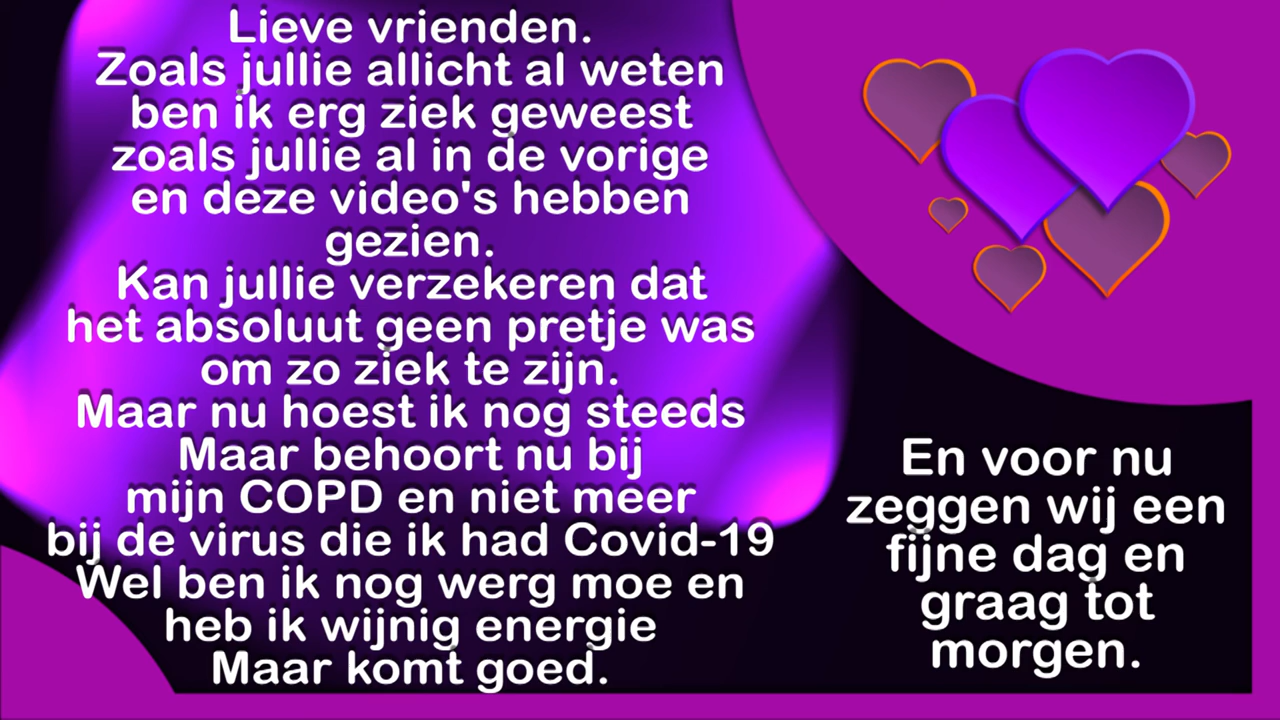 Lieve vrienden.
Zoals jullie allicht al weten
ben ik erg ziek geweest
zoals jullie al in de vorige
en deze video's hebben
gezien.
Kan jullie verzekeren dat
het absoluut geen pretje was
om zo ziek te zijn.
Maar nu hoest ik nog steeds
Maar behoort nu bij
mijn COPD en niet meer
bij de virus die ik had Covid-19
Wel ben ik nog werg moe en
heb ik wijnig energie
Maar komt goed.
En voor nu
zeggen wij een
fijne dag en
graag tot
morgen.